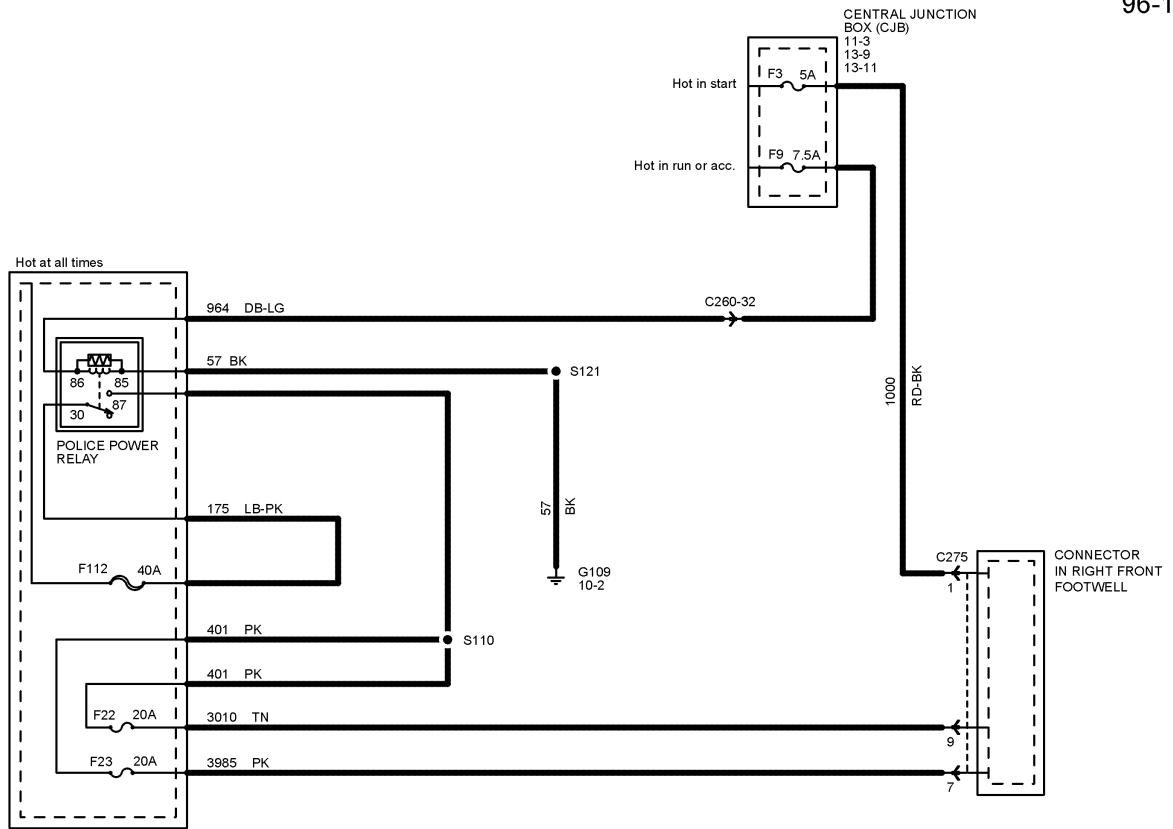 96-1
CENTRAL JUNCTION
BOX (CJB)
11-3
13-9
13-11
F3 5A
Hot in start
F9 7.5A
Hot in run or acc.
Hot at all times
964 DB-LG
C260-32
57 BK
S121
86 85
87
30
1000 RD-BK
POLICE POWER
RELAY
175 LB-PK
57 BK
F112 40A
G109
10-2
C275
1
CONNECTOR
IN RIGHT FRONT
FOOTWELL
401 PK
S110
401 PK
F22 20A
3010 TN
9
F23 20A
3985 PK
7